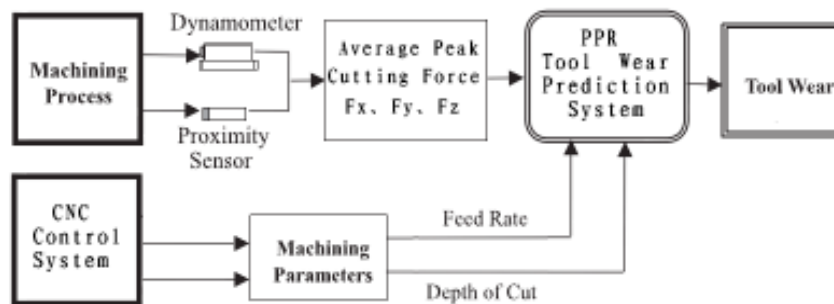 Dynamometer
Machining
Process
Proximity
Sensor
Average Peak
Cutting Force
Fx、Fy、Fz
PPR
Tool Wear
Prediction
System
Tool Wear
CNC
Control
System
Machining
Parameters
Feed Rate
Depth of Cut